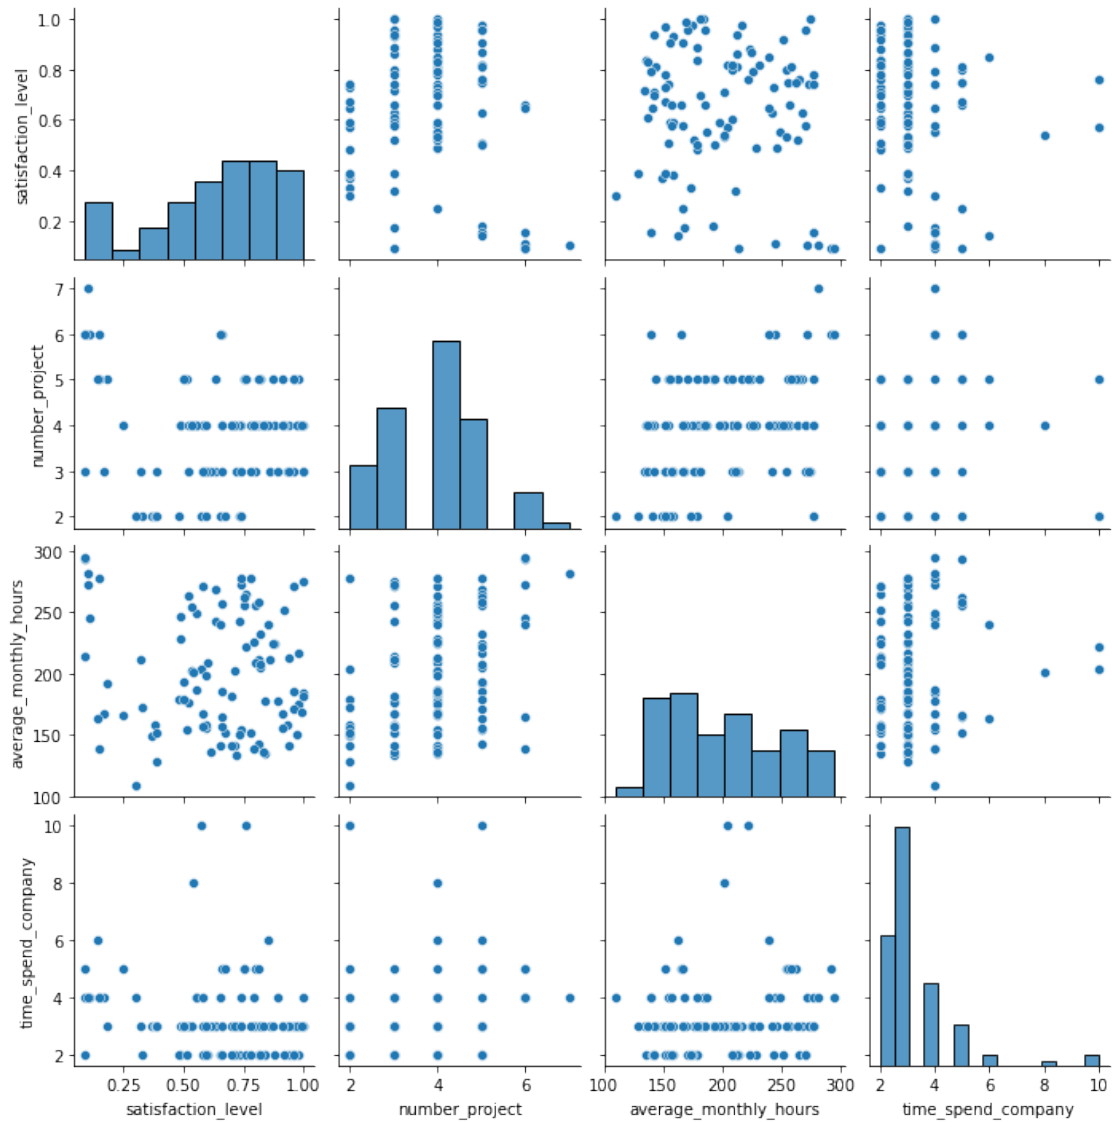 1.0
0.8
0.6
0.4
0.2
satisfaction_level
7
6
5
4
3
2
number_project
300
250
200
150
100
average_monthly_hours
10
8
6
4
2
time_spend_company
0.25 0.50 0.75 1.00
satisfaction_level
2 4 6
number_project
100 200 300
average_monthly_hours
2 4 6 8 10
time_spend_company